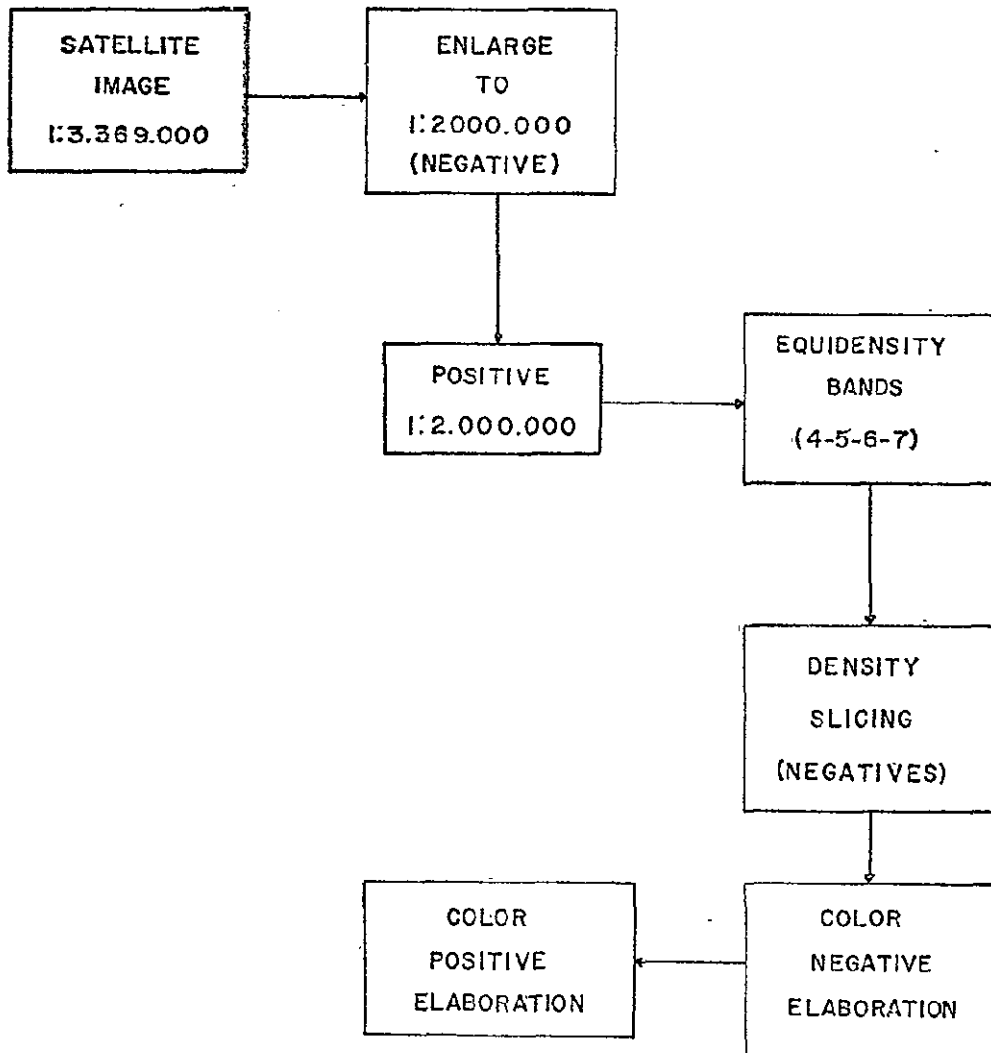 SATELLITE
IMAGE
1:3.369.000
ENLARGE
TO
1:2000.000
(NEGATIVE)
POSITIVE
1:2.000.000
EQUIDENSITY
BANDS
(4-5-6-7)
DENSITY
SLICING
(NEGATIVES)
COLOR
NEGATIVE
ELABORATION
COLOR
POSITIVE
ELABORATION